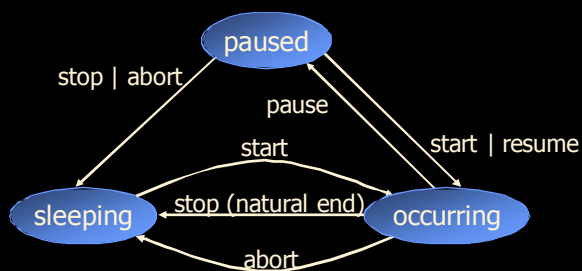 paused
stop | abort
pause
start | resume
start
sleeping
stop (natural end)
occurring
abort